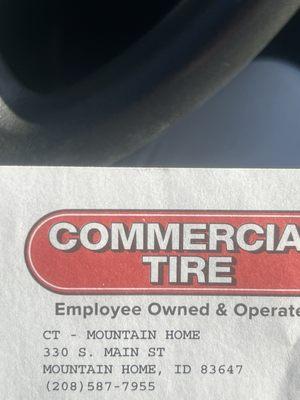 COMMERCIA
TIRE
Employee Owned & Operate
CT - MOUNTAIN HOME
330 S. MAIN ST
MOUNTAIN HOME, ID 83647
(208)587-7955